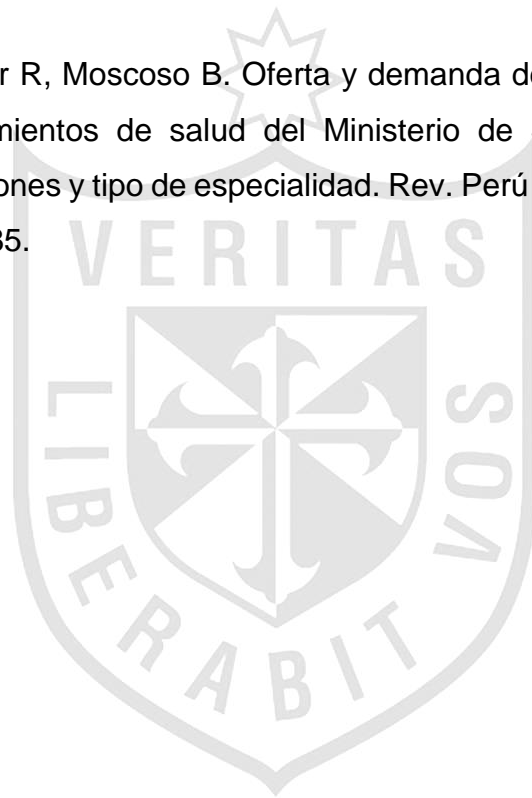 r R, Moscoso B. Oferta y demanda d
mientos de salud del Ministerio de
ones y tipo de especialidad. Rev. Perú
35.
VERITAS
LIBERABIT
VOS